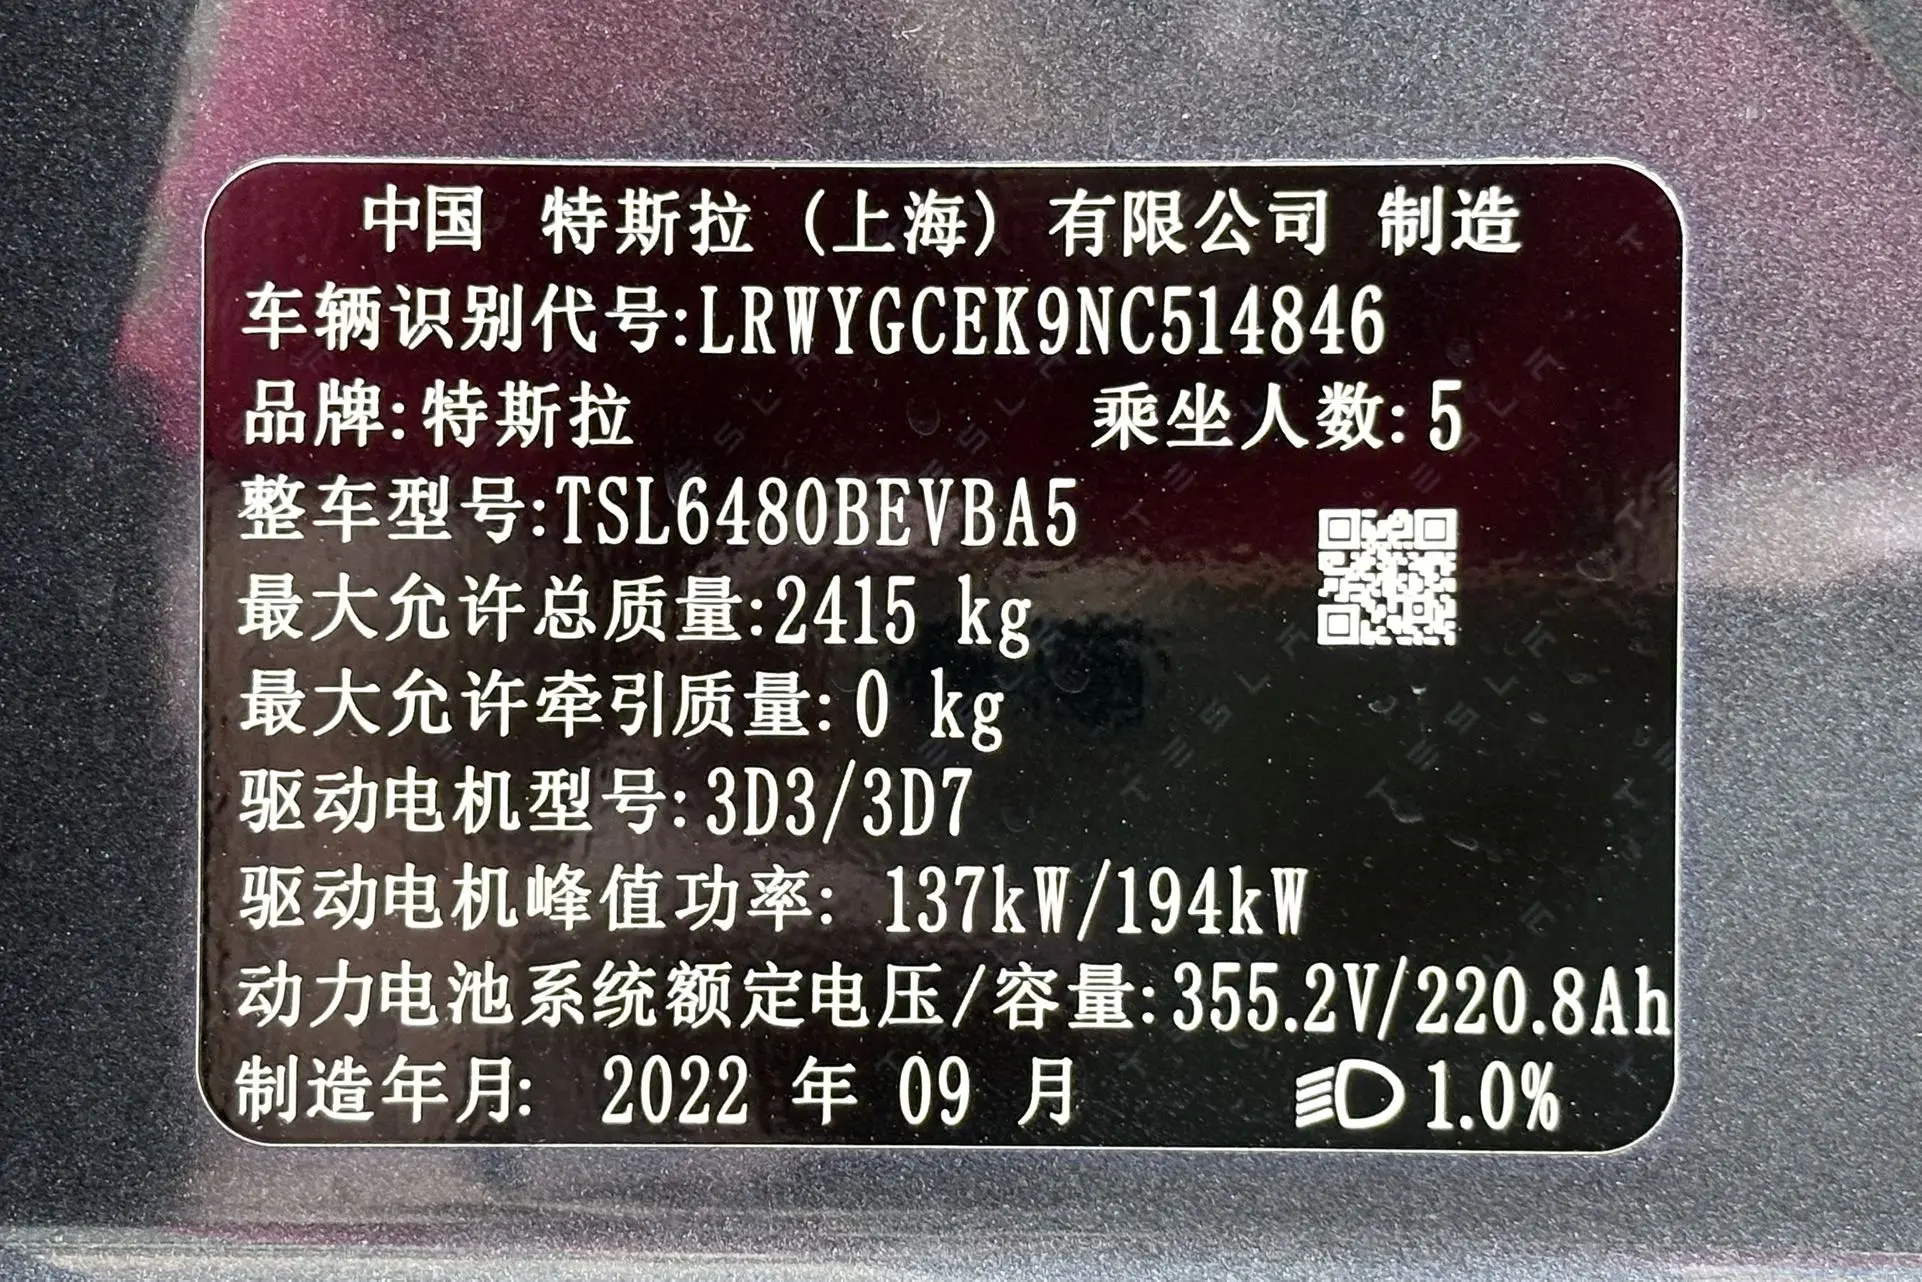 中国 特斯拉（上海）有限公司 制造
车辆识别代号:LRWYGCEK9NC514846
品牌:特斯拉 乘坐人数:5
整车型号:TSL6480BEVBA5
最大允许总质量:2415 kg
最大允许牵引质量:0 kg
驱动电机型号:3D3/3D7
驱动电机峰值功率: 137kW/194kW
动力电池系统额定电压/容量:355.2V/220.8Ah
制造年月: 2022 年 09 月 1.0%